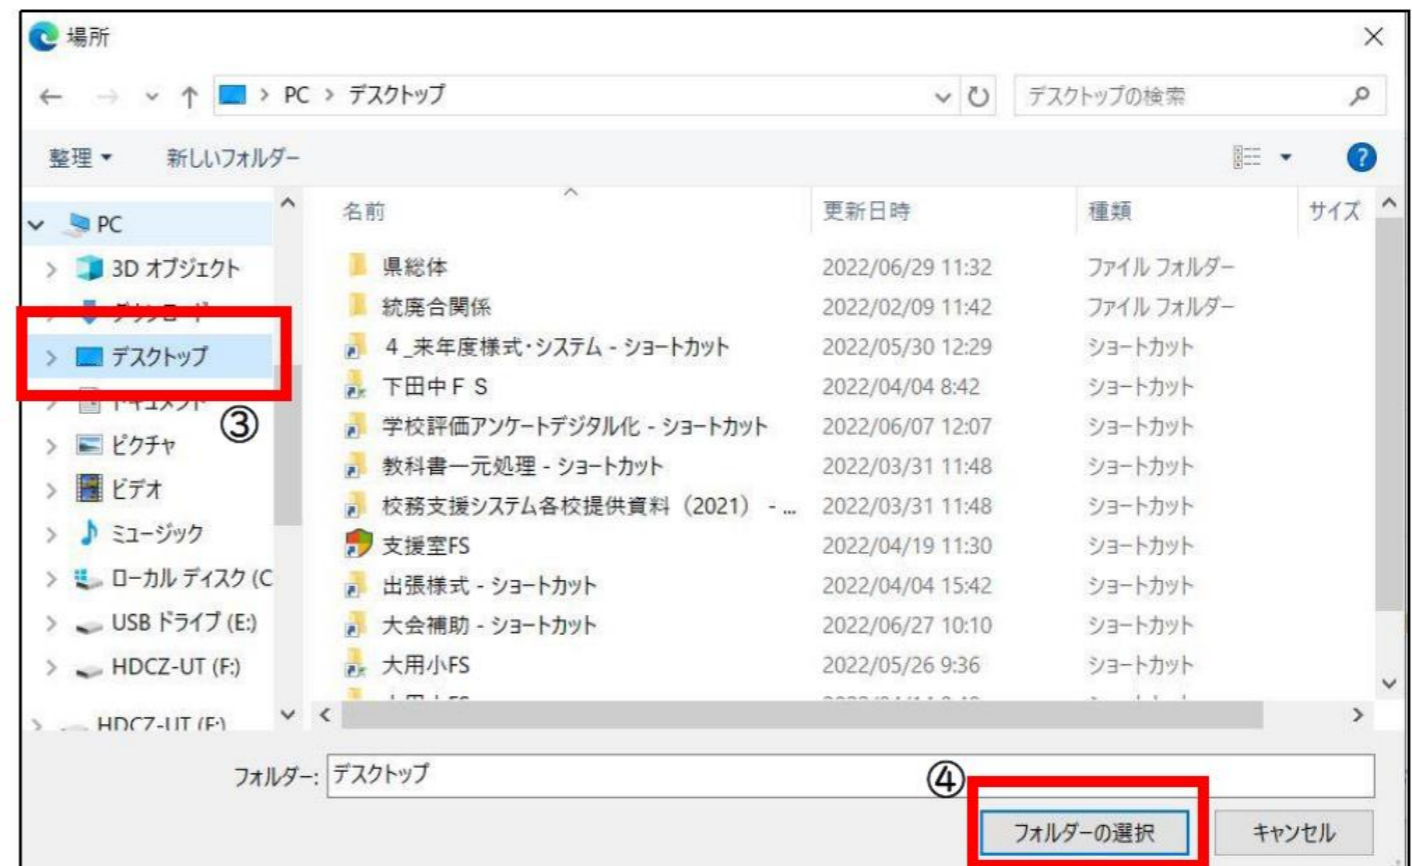 場所
PC > デスクトップ
デスクトップの検索
整理
新しいフォルダー
名前 更新日時 種類 サイズ
PC
3D オブジェクト
デスクトップ
③
ピクチャ
ビデオ
ミュージック
ローカル ディスク (C
USB ドライブ (E:)
HDCZ-UT (F:)
HDCZ-UT (F:)
県総体 2022/06/29 11:32 ファイル フォルダー
統廃合関係 2022/02/09 11:42 ファイル フォルダー
4_来年度様式・システム - ショートカット 2022/05/30 12:29 ショートカット
下田中ＦＳ 2022/04/04 8:42 ショートカット
学校評価アンケートデジタル化 - ショートカット 2022/06/07 12:07 ショートカット
教科書一元処理 - ショートカット 2022/03/31 11:48 ショートカット
校務支援システム各校提供資料（2021） - ... 2022/03/31 11:48 ショートカット
支援室FS 2022/04/19 11:30 ショートカット
出張様式 - ショートカット 2022/04/04 15:42 ショートカット
大会補助 - ショートカット 2022/06/27 10:10 ショートカット
大用小FS 2022/05/26 9:36 ショートカット
フォルダー: デスクトップ
④
フォルダーの選択
キャンセル